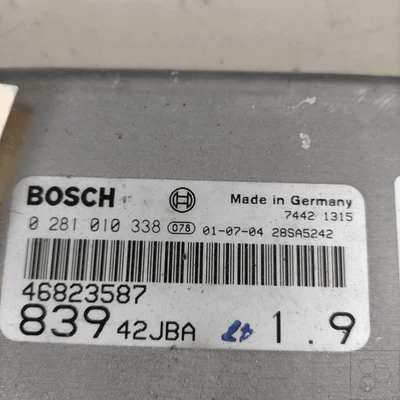 BOSCH Made in Germany
7442 1315
0 281 010 338 078 01-07-04 28SA5242
46823587
839 42JBA 1.9